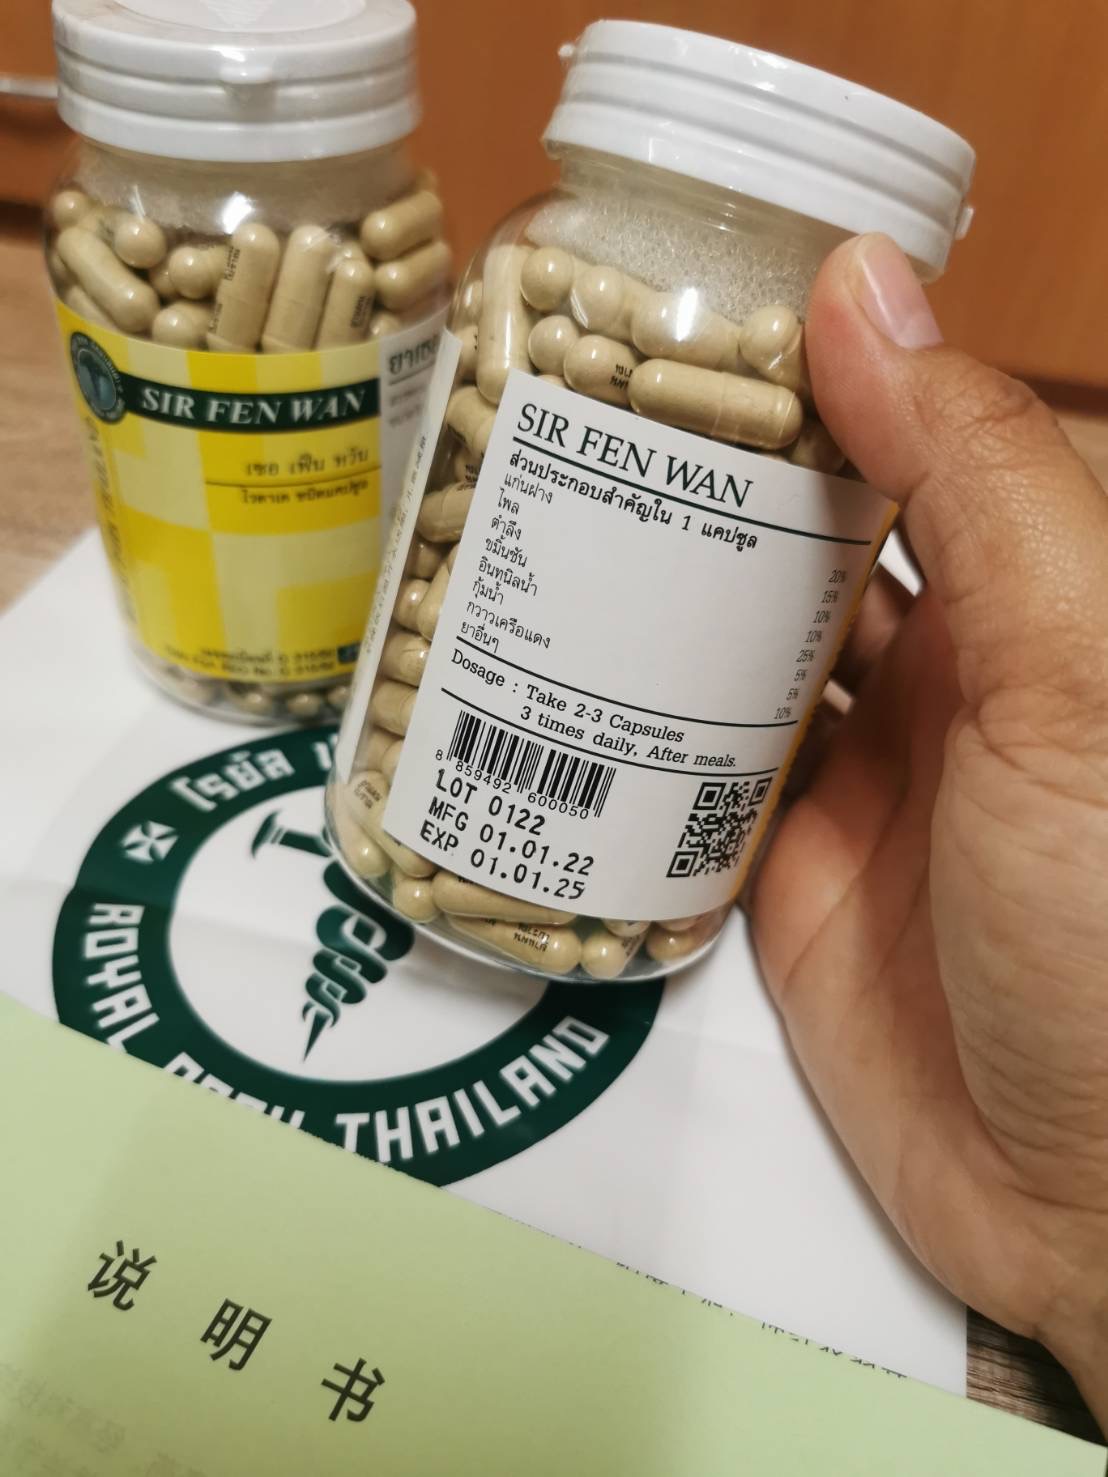 SIR FEN WAN
เซอ เฟ็น หวัน
ยาเซอ
SIR FEN WAN
ส่วนประกอบสำคัญใน 1 แคปซูล
แก่นฝาง 20%
ไพล 15%
ตำลึง 10%
ขมิ้นชัน 10%
อินทนิลน้ำ 25%
กุ้มน้ำ 5%
กวาวเครือแดง 5%
ยาอื่นๆ 10%
Dosage : Take 2-3 Capsules
3 times daily, After meals.
8 859492 600050
LOT 0122
MFG 01.01.22
EXP 01.01.25
โรยัล
ROYAL
THAILAND
说明书